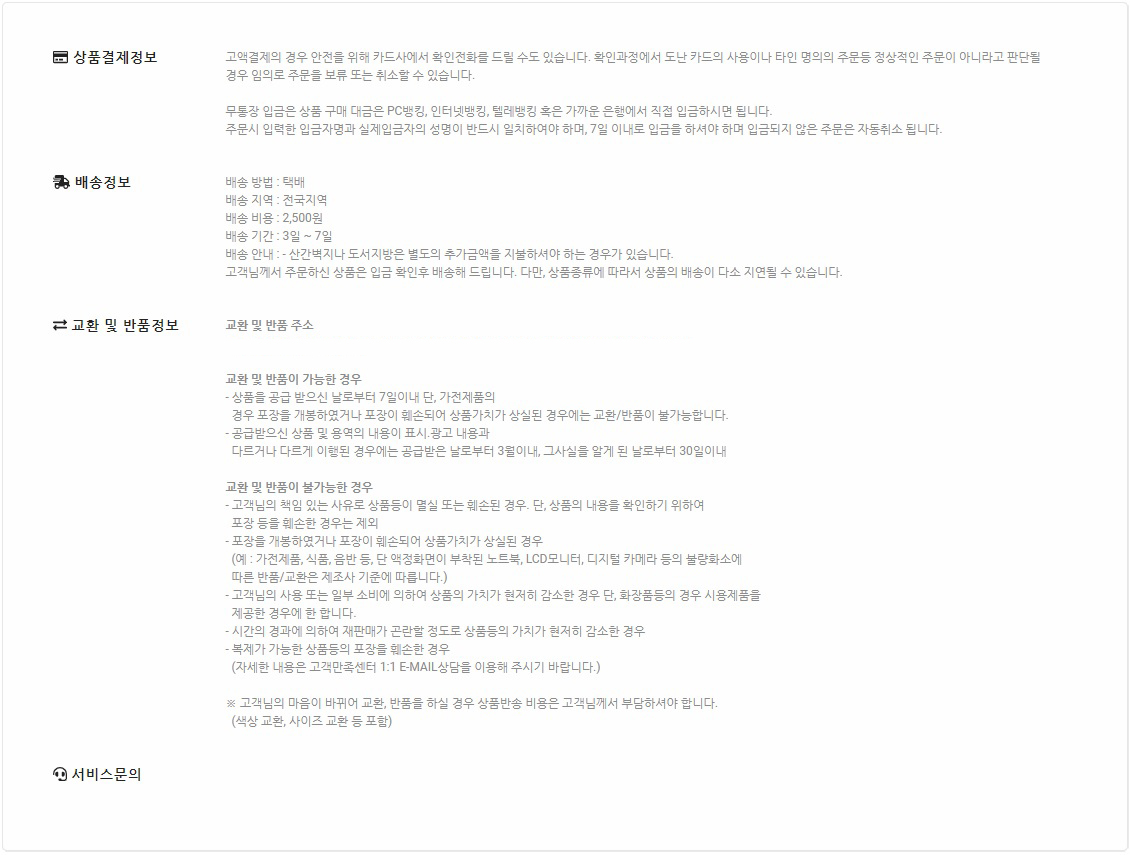 상품결제정보
고액결제의 경우 안전을 위해 카드사에서 확인전화를 드릴 수도 있습니다. 확인과정에서 도난 카드의 사용이나 타인 명의의 주문등 정상적인 주문이 아니라고 판단될
경우 임의로 주문을 보류 또는 취소할 수 있습니다.
무통장 입금은 상품 구매 대금은 PC뱅킹, 인터넷뱅킹, 텔레뱅킹 혹은 가까운 은행에서 직접 입금하시면 됩니다.
주문시 입력한 입금자명과 실제입금자의 성명이 반드시 일치하여야 하며, 7일 이내로 입금을 하셔야 하며 입금되지 않은 주문은 자동취소 됩니다.
배송정보
배송 방법 : 택배
배송 지역 : 전국지역
배송 비용 : 2,500원
배송 기간 : 3일 ~ 7일
배송 안내 : - 산간벽지나 도서지방은 별도의 추가금액을 지불하셔야 하는 경우가 있습니다.
고객님께서 주문하신 상품은 입금 확인후 배송해 드립니다. 다만, 상품종류에 따라서 상품의 배송이 다소 지연될 수 있습니다.
교환 및 반품정보
교환 및 반품 주소
교환 및 반품이 가능한 경우
- 상품을 공급 받으신 날로부터 7일이내 단, 가전제품의
경우 포장을 개봉하였거나 포장이 훼손되어 상품가치가 상실된 경우에는 교환/반품이 불가능합니다.
- 공급받으신 상품 및 용역의 내용이 표시.광고 내용과
다르거나 다르게 이행된 경우에는 공급받은 날로부터 3월이내, 그사실을 알게 된 날로부터 30일이내
교환 및 반품이 불가능한 경우
- 고객님의 책임 있는 사유로 상품등이 멸실 또는 훼손된 경우. 단, 상품의 내용을 확인하기 위하여
포장 등을 훼손한 경우는 제외
- 포장을 개봉하였거나 포장이 훼손되어 상품가치가 상실된 경우
(예 : 가전제품, 식품, 음반 등, 단 액정화면이 부착된 노트북, LCD모니터, 디지털 카메라 등의 불량화소에
따른 반품/교환은 제조사 기준에 따릅니다.)
- 고객님의 사용 또는 일부 소비에 의하여 상품의 가치가 현저히 감소한 경우 단, 화장품등의 경우 시용제품을
제공한 경우에 한 합니다.
- 시간의 경과에 의하여 재판매가 곤란할 정도로 상품등의 가치가 현저히 감소한 경우
- 복제가 가능한 상품등의 포장을 훼손한 경우
(자세한 내용은 고객만족센터 1:1 E-MAIL상담을 이용해 주시기 바랍니다.)
※ 고객님의 마음이 바뀌어 교환, 반품을 하실 경우 상품반송 비용은 고객님께서 부담하셔야 합니다.
(색상 교환, 사이즈 교환 등 포함)
서비스문의